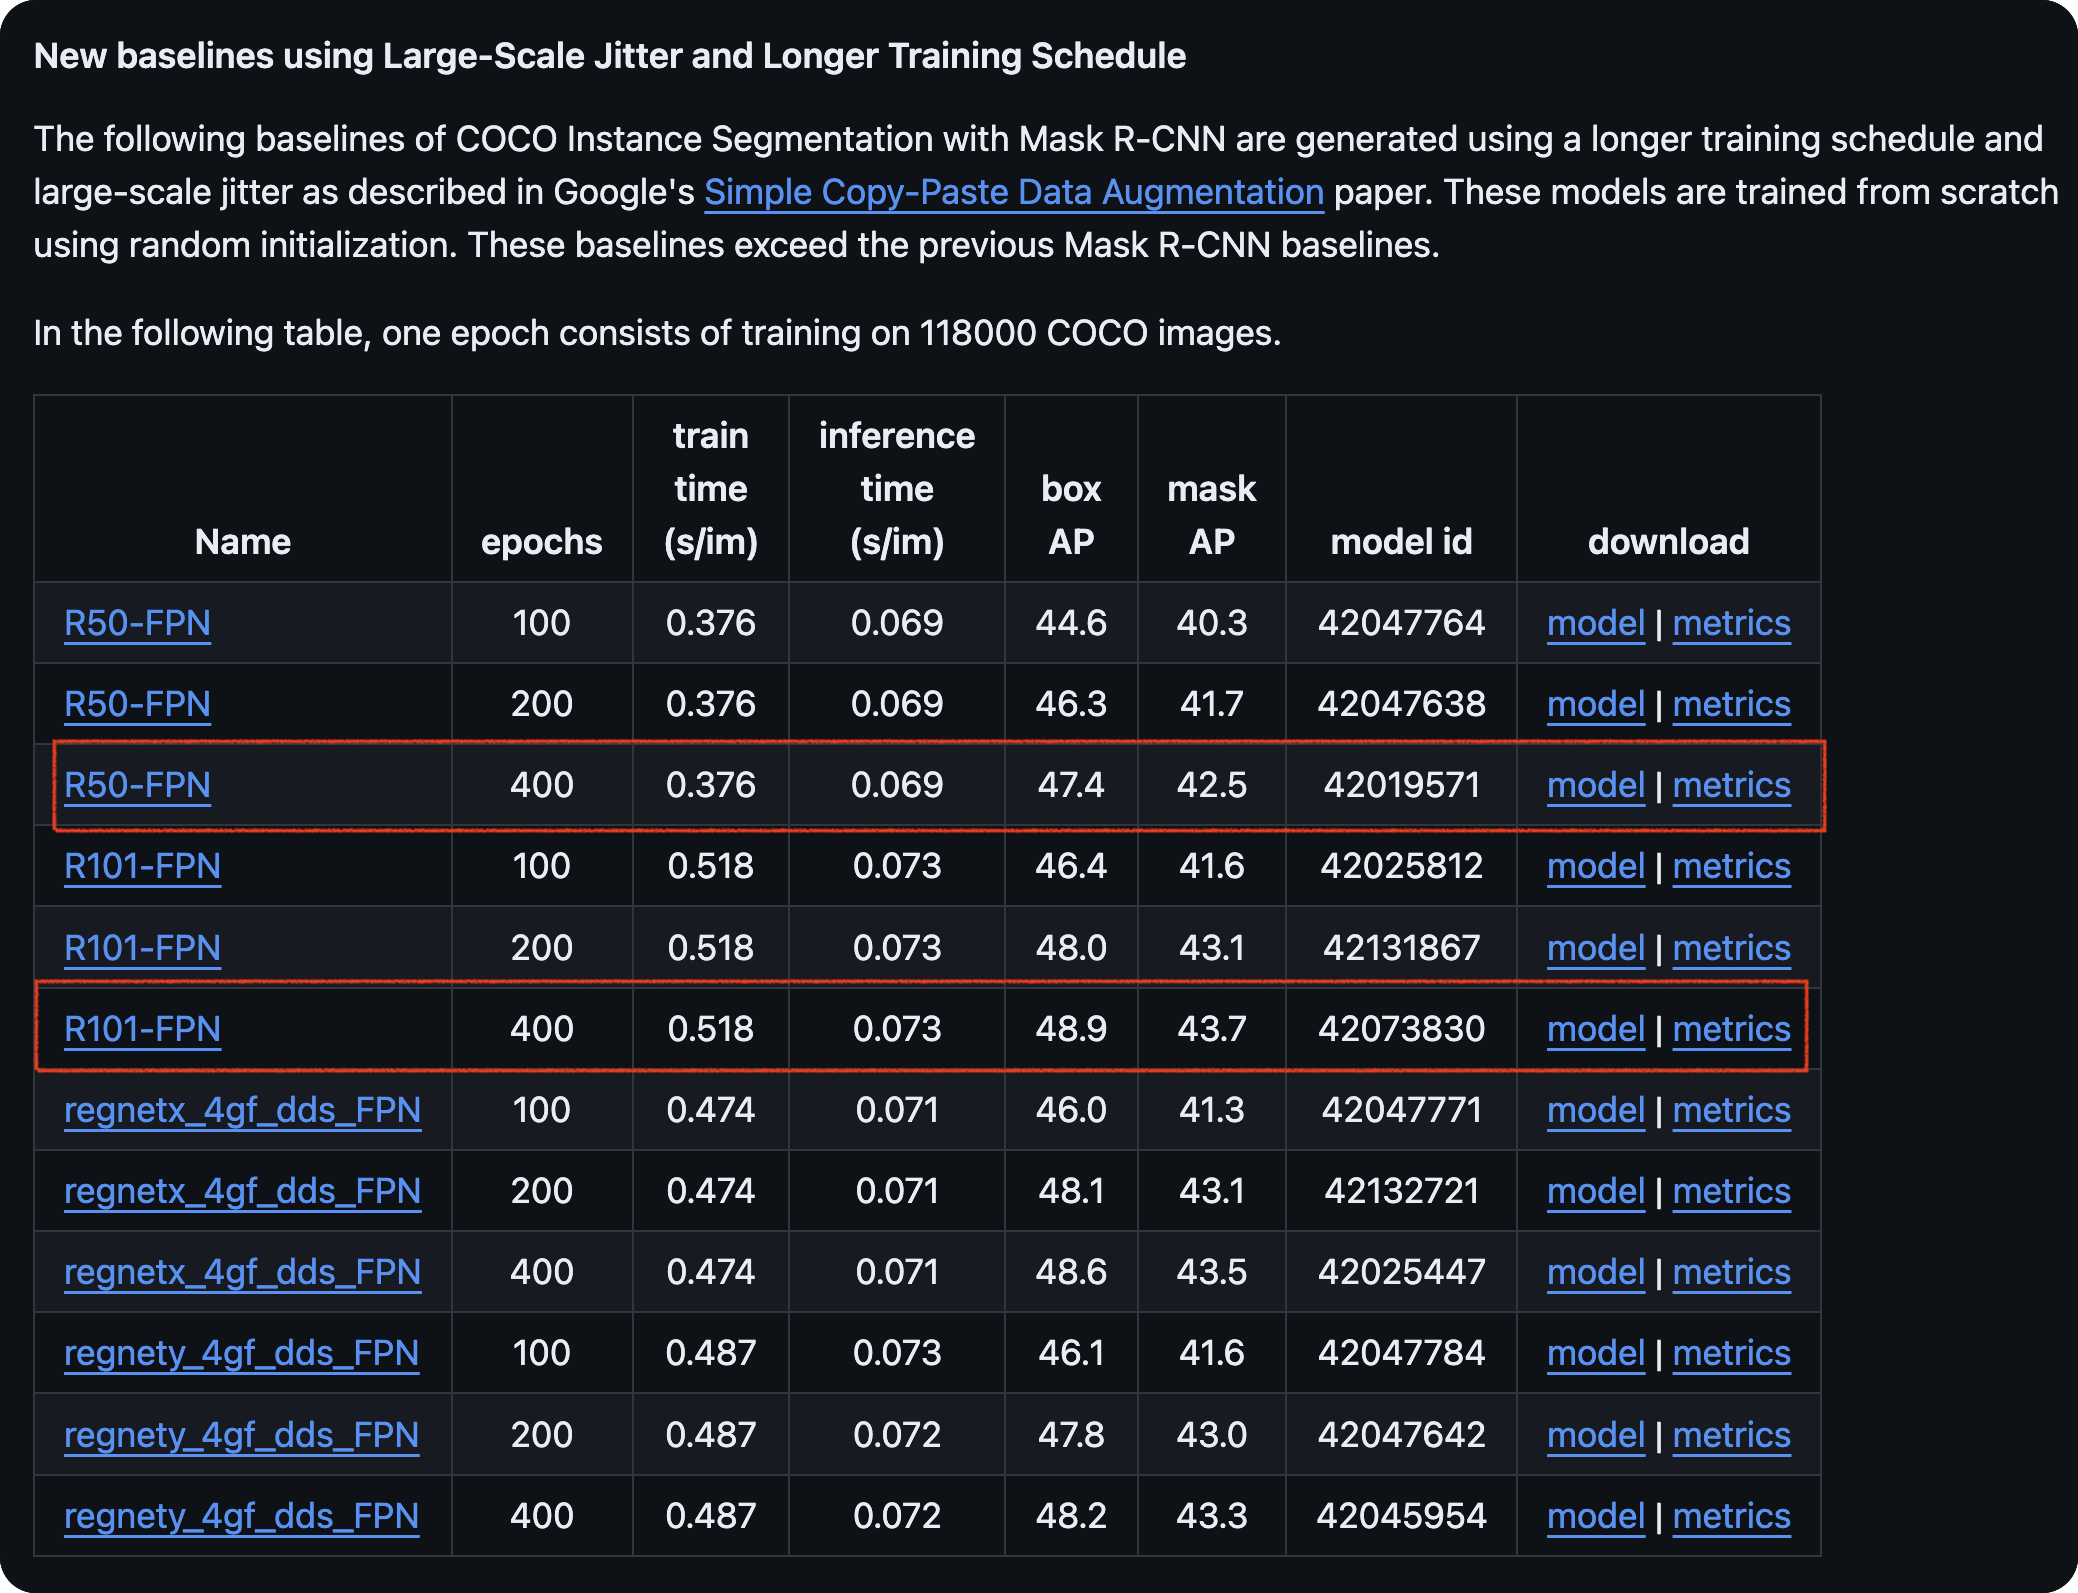 New baselines using Large-Scale Jitter and Longer Training Schedule
The following baselines of COCO Instance Segmentation with Mask R-CNN are generated using a longer training schedule and
large-scale jitter as described in Google's Simple Copy-Paste Data Augmentation paper. These models are trained from scratch
using random initialization. These baselines exceed the previous Mask R-CNN baselines.
In the following table, one epoch consists of training on 118000 COCO images.
Name epochs train time (s/im) inference time (s/im) box AP mask AP model id download
R50-FPN 100 0.376 0.069 44.6 40.3 42047764 model | metrics
R50-FPN 200 0.376 0.069 46.3 41.7 42047638 model | metrics
R50-FPN 400 0.376 0.069 47.4 42.5 42019571 model | metrics
R101-FPN 100 0.518 0.073 46.4 41.6 42025812 model | metrics
R101-FPN 200 0.518 0.073 48.0 43.1 42131867 model | metrics
R101-FPN 400 0.518 0.073 48.9 43.7 42073830 model | metrics
regnetx_4gf_dds_FPN 100 0.474 0.071 46.0 41.3 42047771 model | metrics
regnetx_4gf_dds_FPN 200 0.474 0.071 48.1 43.1 42132721 model | metrics
regnetx_4gf_dds_FPN 400 0.474 0.071 48.6 43.5 42025447 model | metrics
regnety_4gf_dds_FPN 100 0.487 0.073 46.1 41.6 42047784 model | metrics
regnety_4gf_dds_FPN 200 0.487 0.072 47.8 43.0 42047642 model | metrics
regnety_4gf_dds_FPN 400 0.487 0.072 48.2 43.3 42045954 model | metrics